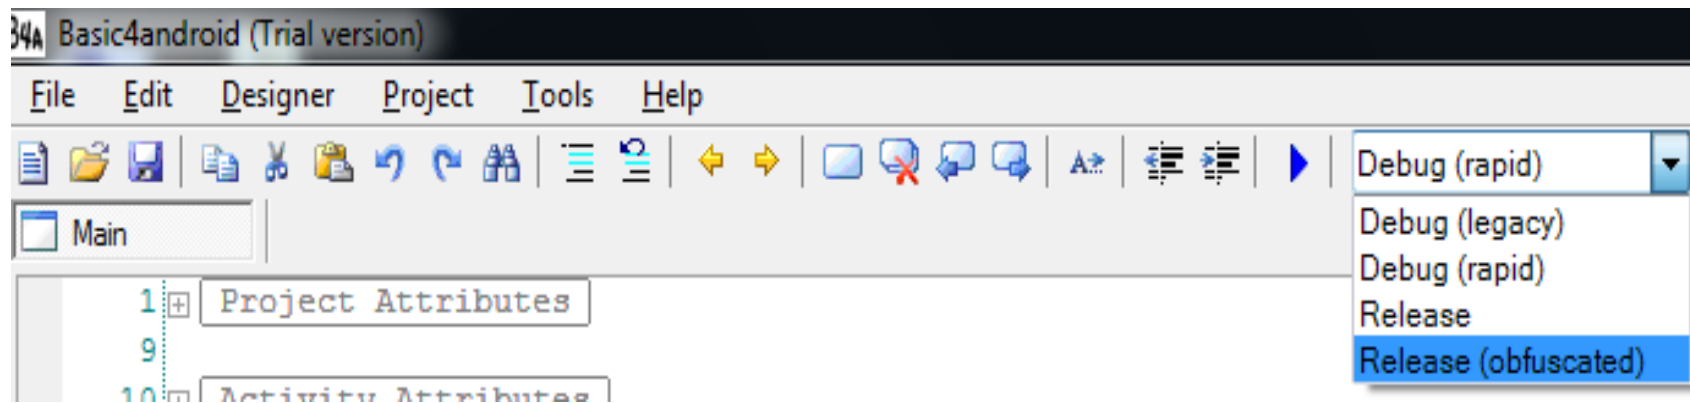 B4A Basic4android (Trial version)
File Edit Designer Project Tools Help
Debug (rapid)
Debug (legacy)
Debug (rapid)
Release
Release (obfuscated)
Main
1 Project Attributes
9
10 Activity Attributes